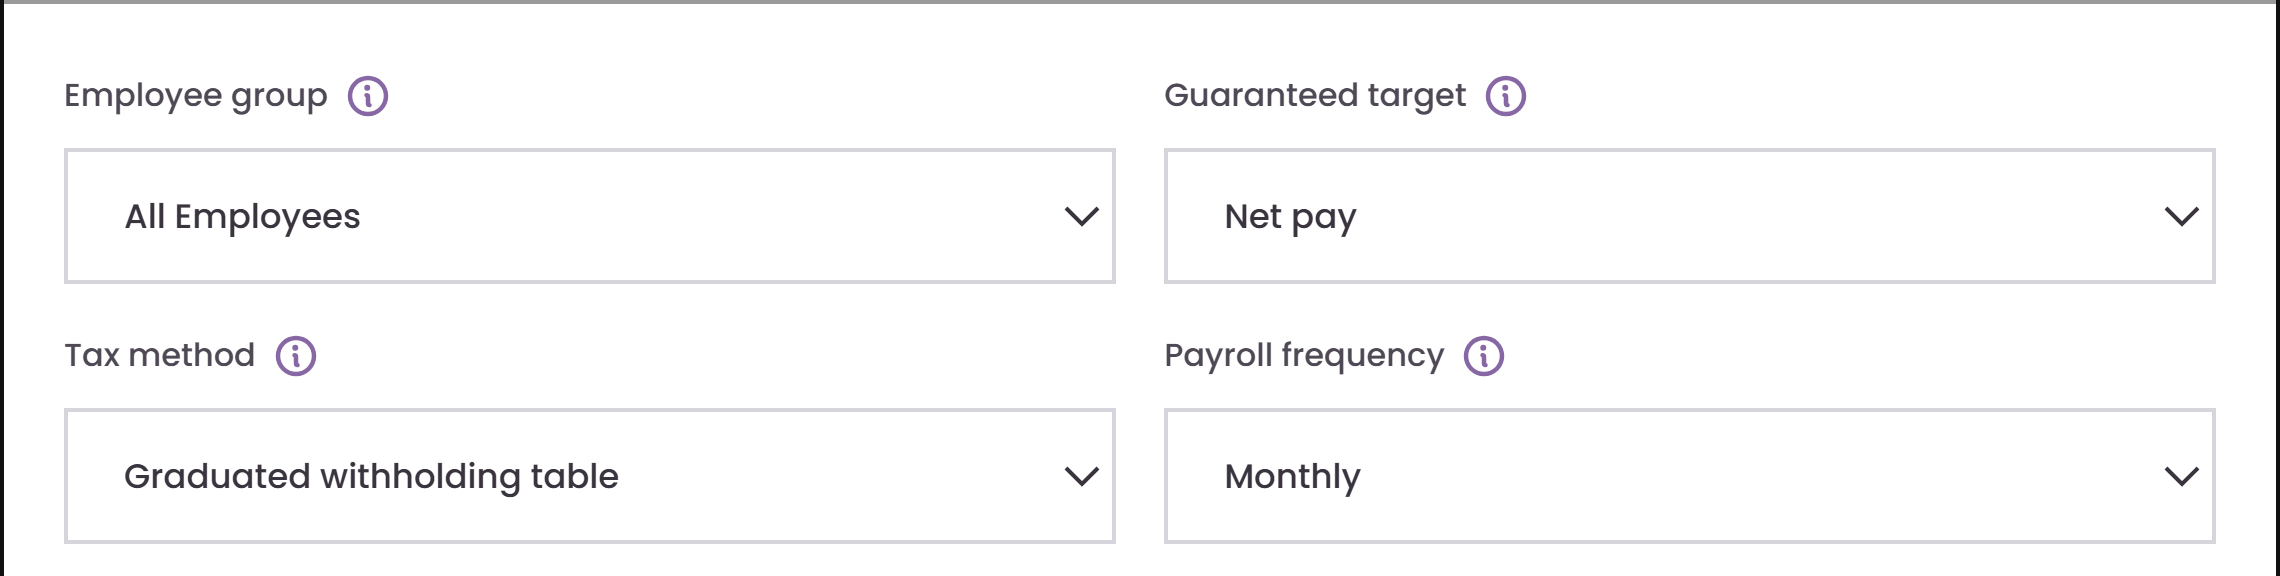 Employee group
Guaranteed target
All Employees
Net pay
Tax method
Payroll frequency
Graduated withholding table
Monthly